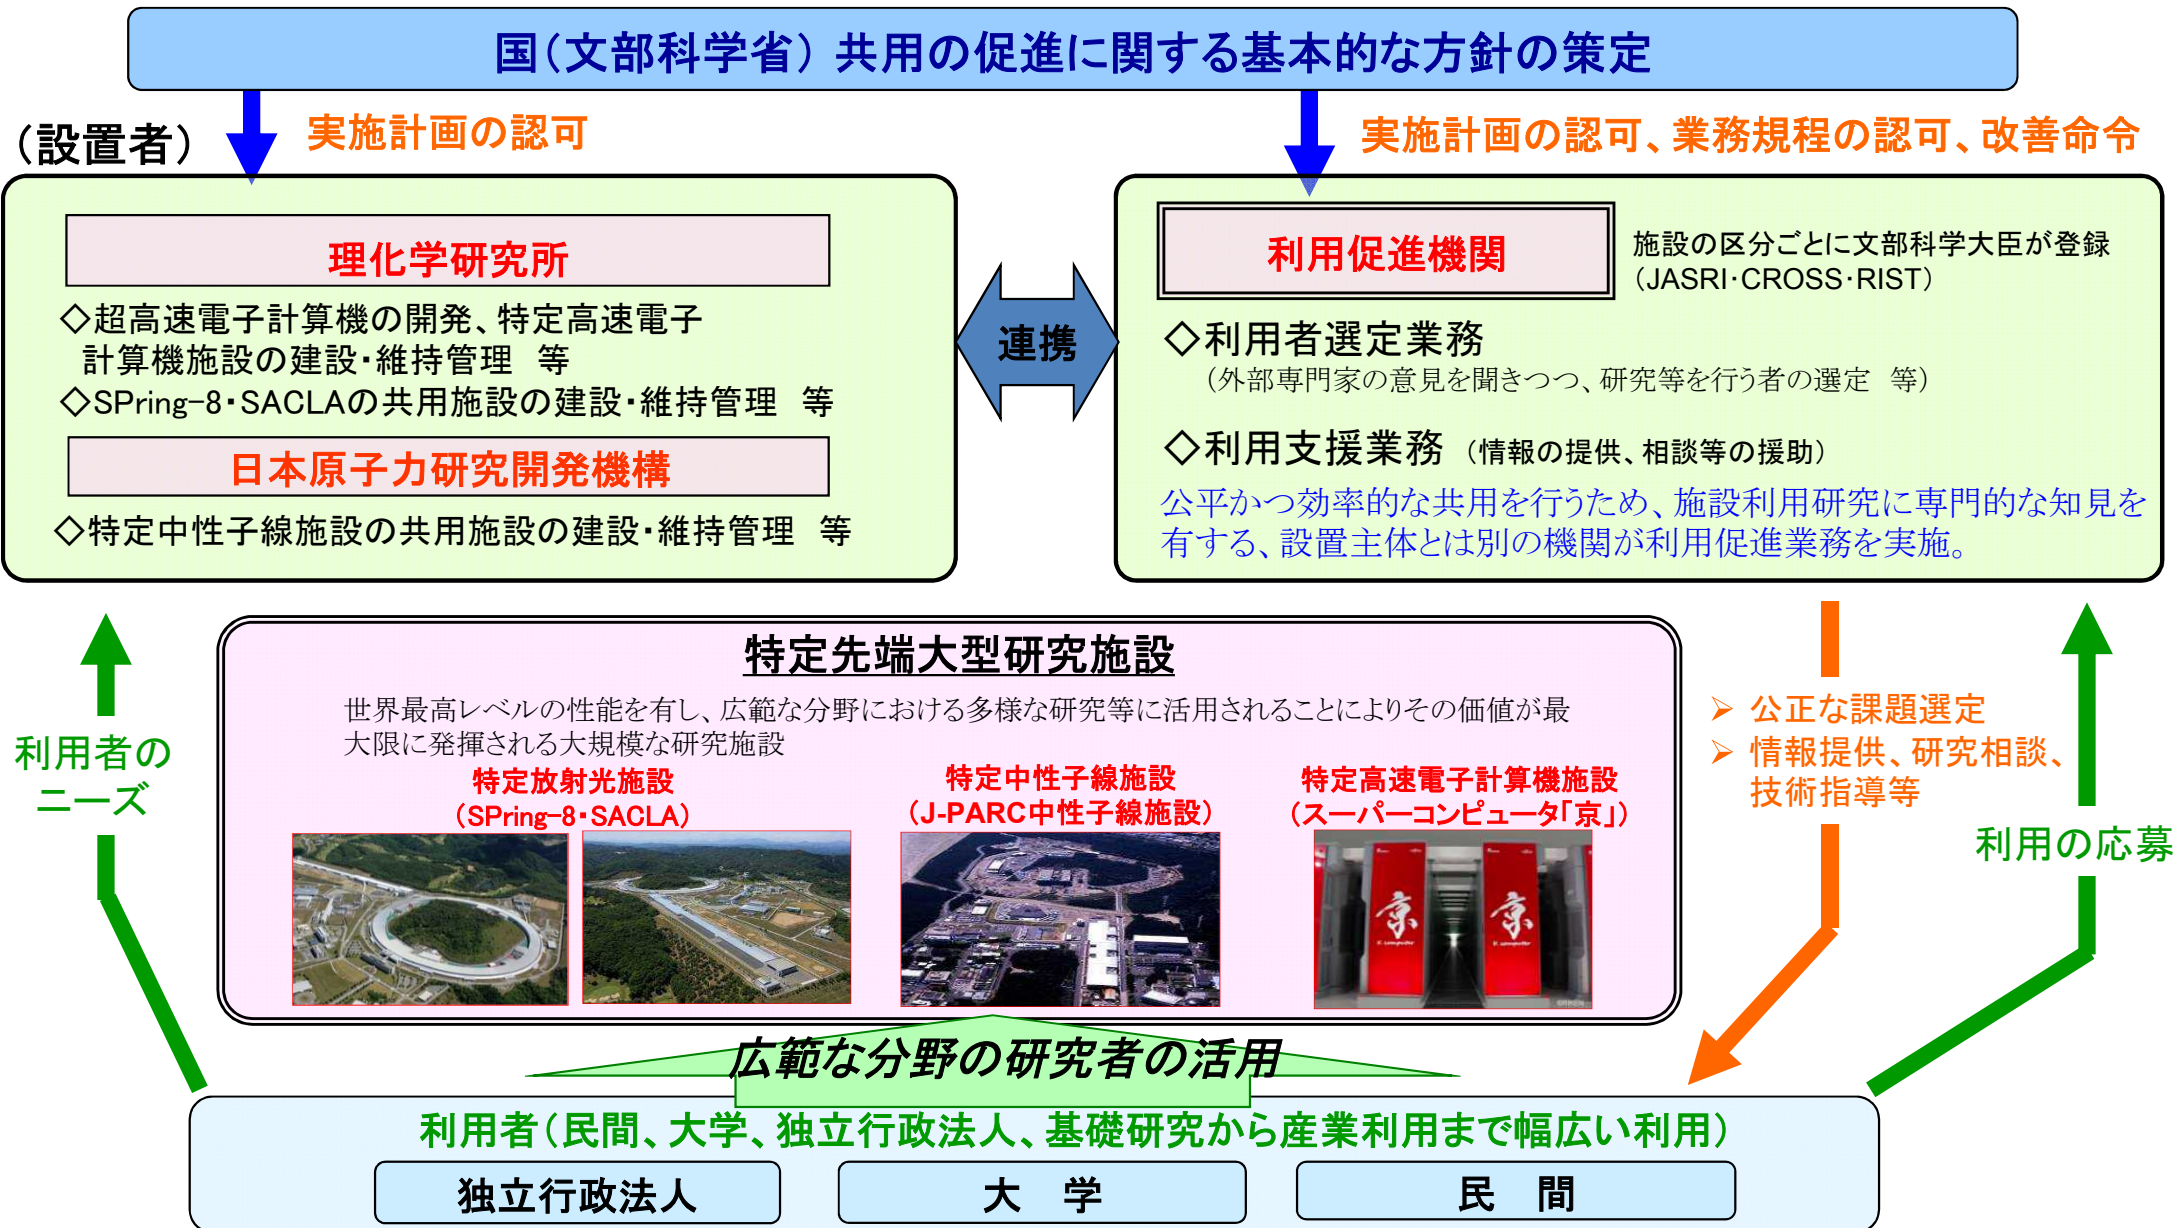 国（文部科学省） 共用の促進に関する基本的な方針の策定
（設置者）
実施計画の認可
実施計画の認可、業務規程の認可、改善命令
理化学研究所
◇超高速電子計算機の開発、特定高速電子
計算機施設の建設・維持管理　等
◇SPring-8・SACLAの共用施設の建設・維持管理　等
日本原子力研究開発機構
◇特定中性子線施設の共用施設の建設・維持管理　等
連携
利用促進機関
施設の区分ごとに文部科学大臣が登録
（JASRI・CROSS・RIST）
◇利用者選定業務
（外部専門家の意見を聞きつつ、研究等を行う者の選定　等）
◇利用支援業務 （情報の提供、相談等の援助）
公平かつ効率的な共用を行うため、施設利用研究に専門的な知見を
有する、設置主体とは別の機関が利用促進業務を実施。
利用者の
ニーズ
特定先端大型研究施設
世界最高レベルの性能を有し、広範な分野における多様な研究等に活用されることによりその価値が最
大限に発揮される大規模な研究施設
特定放射光施設
（SPring-8・SACLA）
特定中性子線施設
（J-PARC中性子線施設）
特定高速電子計算機施設
（スーパーコンピュータ「京」）
京
K computer
京
K computer
➢ 公正な課題選定
➢ 情報提供、研究相談、
技術指導等
利用の応募
広範な分野の研究者の活用
利用者（民間、大学、独立行政法人、基礎研究から産業利用まで幅広い利用）
独立行政法人
大　学
民　間